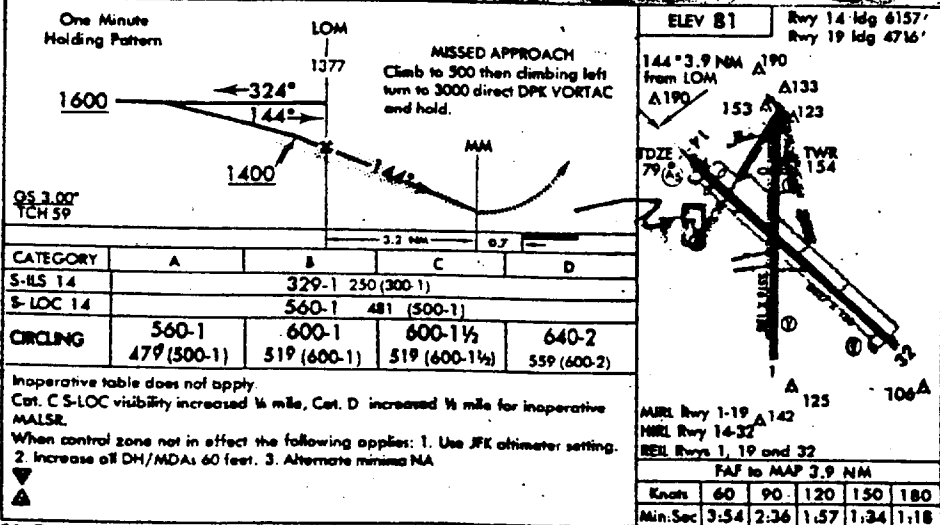 One Minute
Holding Pattern
LOM
1377
MISSED APPROACH
Climb to 500 then climbing left
turn to 3000 direct DPK VORTAC
and hold.
1600
324°
144°
1400
144°
MM
GS 3.00°
TCH 59
3.2 NM
0.7
CATEGORY A B C D
S-ILS 14 329-1 250 (300-1)
S-LOC 14 560-1 481 (500-1)
CIRCLING 560-1 600-1 600-1½ 640-2
479 (500-1) 519 (600-1) 519 (600-1½) 559 (600-2)
Inoperative table does not apply.
Cat. C S-LOC visibility increased ¼ mile, Cat. D increased ½ mile for inoperative
MALSR.
When control zone not in effect the following applies: 1. Use JFK altimeter setting.
2. Increase all DH/MDAs 60 feet. 3. Alternate minima NA
ELEV 81
Rwy 14 ldg 6157'
Rwy 19 ldg 4716'
144° 3.9 NM
from LOM
190
133
190
153
123
14
TDZE
79
A5
TWR
154
32
1
125
106
142
MIRL Rwy 1-19
HIRL Rwy 14-32
REIL Rwys 1, 19 and 32
FAF to MAP 3.9 NM
Knots 60 90 120 150 180
Min:Sec 3:54 2:36 1:57 1:34 1:18